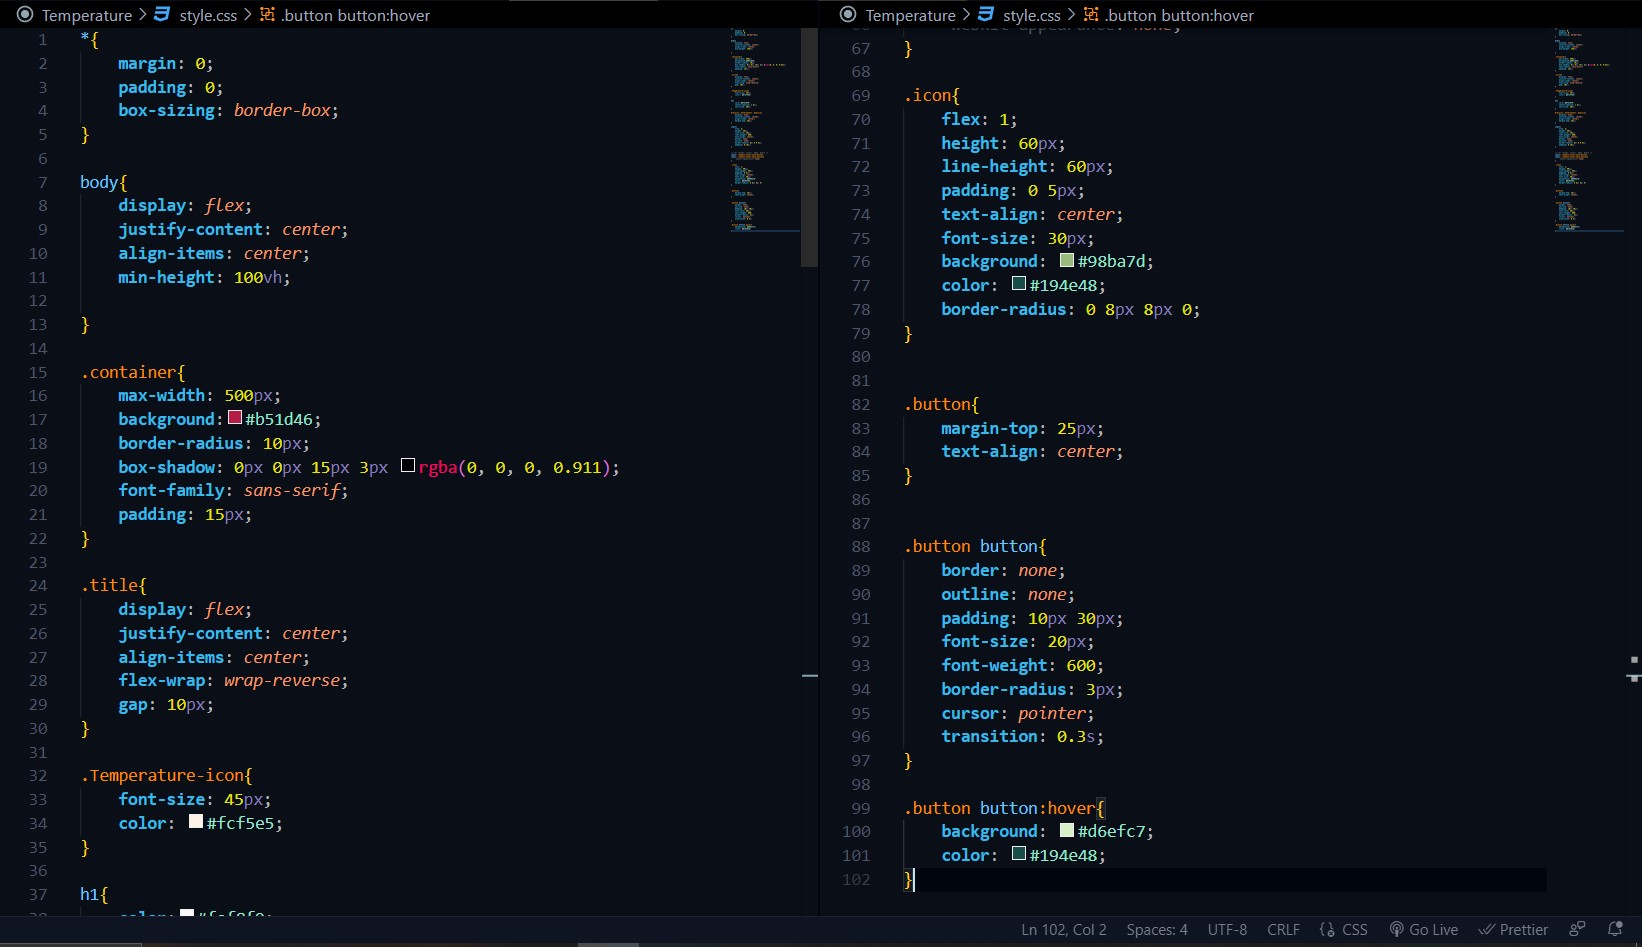 Temperature > style.css > .button button:hover
1 *{
2 margin: 0;
3 padding: 0;
4 box-sizing: border-box;
5 }
6
7 body{
8 display: flex;
9 justify-content: center;
10 align-items: center;
11 min-height: 100vh;
12
13 }
14
15 .container{
16 max-width: 500px;
17 background: #b51d46;
18 border-radius: 10px;
19 box-shadow: 0px 0px 15px 3px rgba(0, 0, 0, 0.911);
20 font-family: sans-serif;
21 padding: 15px;
22 }
23
24 .title{
25 display: flex;
26 justify-content: center;
27 align-items: center;
28 flex-wrap: wrap-reverse;
29 gap: 10px;
30 }
31
32 .Temperature-icon{
33 font-size: 45px;
34 color: #fcf5e5;
35 }
36
37 h1{
Temperature > style.css > .button button:hover
67 }
68
69 .icon{
70 flex: 1;
71 height: 60px;
72 line-height: 60px;
73 padding: 0 5px;
74 text-align: center;
75 font-size: 30px;
76 background: #98ba7d;
77 color: #194e48;
78 border-radius: 0 8px 8px 0;
79 }
80
81
82 .button{
83 margin-top: 25px;
84 text-align: center;
85 }
86
87
88 .button button{
89 border: none;
90 outline: none;
91 padding: 10px 30px;
92 font-size: 20px;
93 font-weight: 600;
94 border-radius: 3px;
95 cursor: pointer;
96 transition: 0.3s;
97 }
98
99 .button button:hover{
100 background: #d6efc7;
101 color: #194e48;
102 }
Ln 102, Col 2 Spaces: 4 UTF-8 CRLF {} CSS Go Live Prettier